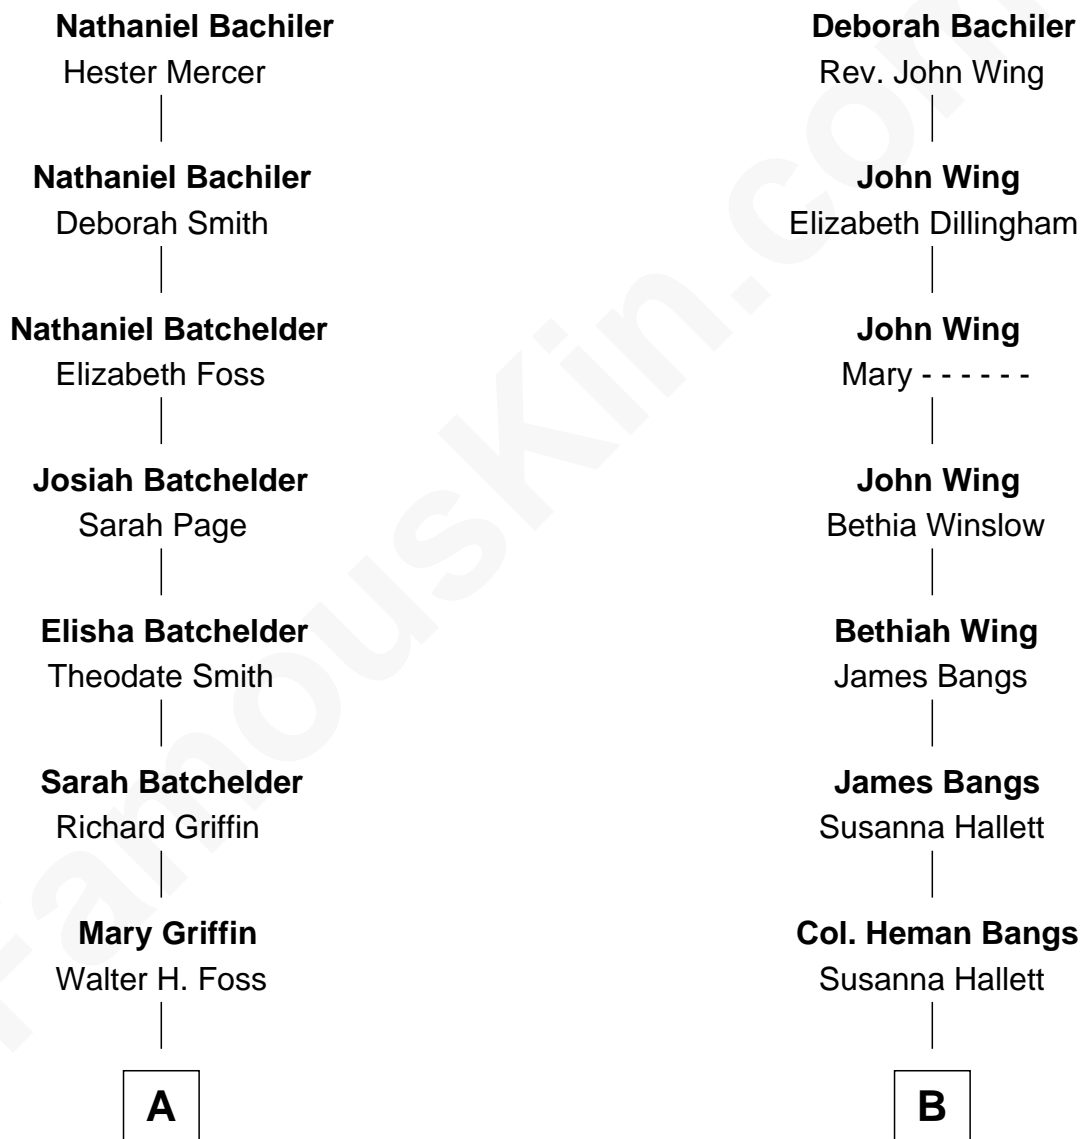 Nathaniel Bachiler
Hester Mercer
Nathaniel Bachiler
Deborah Smith
Nathaniel Batchelder
Elizabeth Foss
Josiah Batchelder
Sarah Page
Elisha Batchelder
Theodate Smith
Sarah Batchelder
Richard Griffin
Mary Griffin
Walter H. Foss
A
Deborah Bachiler
Rev. John Wing
John Wing
Elizabeth Dillingham
John Wing
Mary - - - - - -
John Wing
Bethia Winslow
Bethiah Wing
James Bangs
James Bangs
Susanna Hallett
Col. Heman Bangs
Susanna Hallett
B
FamousKin.com